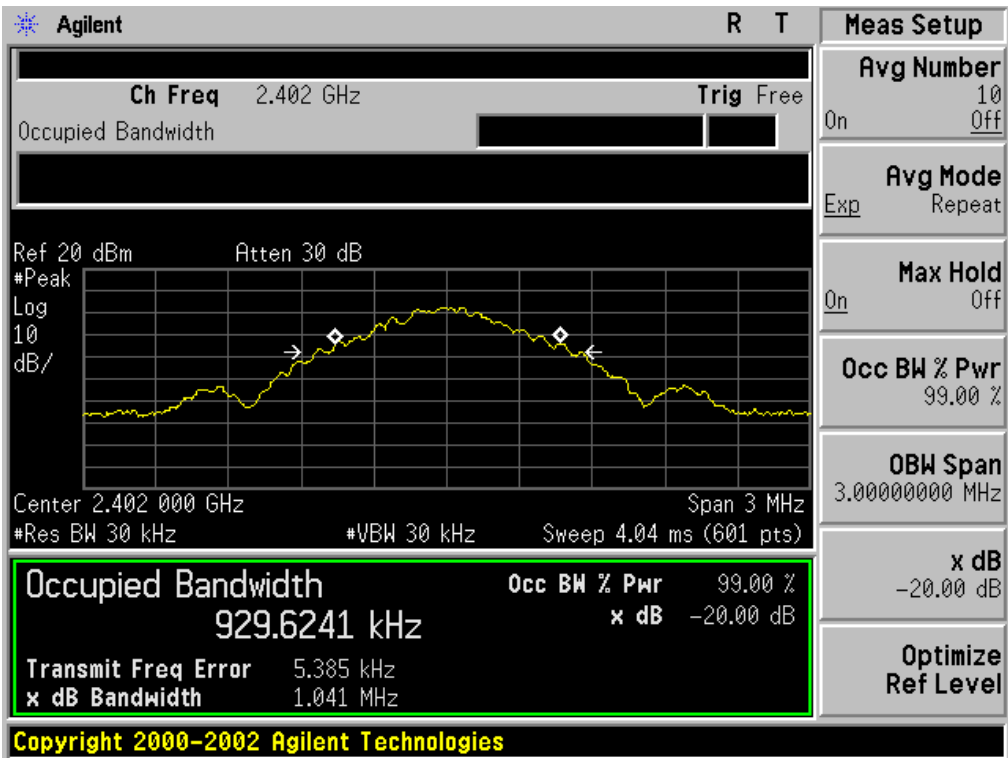 Agilent R T
Ch Freq 2.402 GHz Trig Free
Occupied Bandwidth
Ref 20 dBm Atten 30 dB
#Peak
Log
10
dB/
Center 2.402 000 GHz Span 3 MHz
#Res BW 30 kHz #VBW 30 kHz Sweep 4.04 ms (601 pts)
Occupied Bandwidth Occ BW % Pwr 99.00 %
929.6241 kHz x dB -20.00 dB
Transmit Freq Error 5.385 kHz
x dB Bandwidth 1.041 MHz
Copyright 2000-2002 Agilent Technologies
Meas Setup
Avg Number
10
On Off
Avg Mode
Exp Repeat
Max Hold
On Off
Occ BW % Pwr
99.00 %
OBW Span
3.00000000 MHz
x dB
-20.00 dB
Optimize
Ref Level